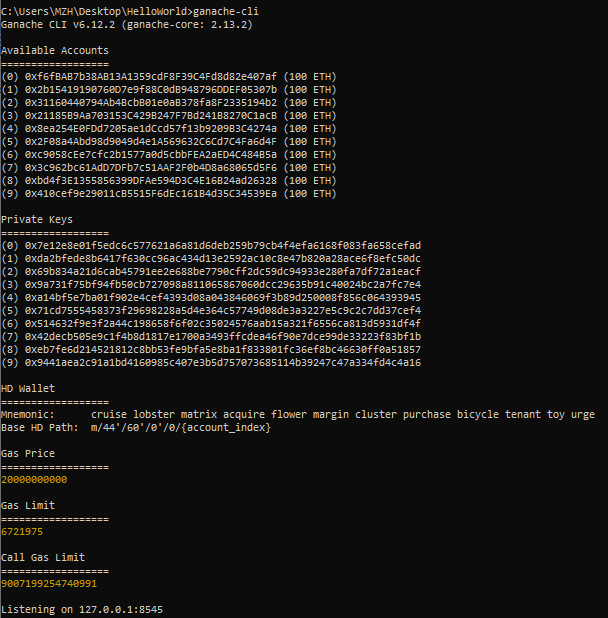 C:\Users\MZH\Desktop\HelloWorld>ganache-cli
Ganache CLI v6.12.2 (ganache-core: 2.13.2)
Available Accounts
==================
(0) 0xf6fBAB7b38AB13A1359cdF8F39C4Fd8d82e407af (100 ETH)
(1) 0x2b15419190760D7e9f88C0dB948796DDEF05307b (100 ETH)
(2) 0x31160440794Ab4BcbB01e0aB378fa8F2335194b2 (100 ETH)
(3) 0x21185B9Aa703153C429B247F7Bd241B8270C1acB (100 ETH)
(4) 0x8ea254E0FDd7205ae1dCcd57f13b9209B3C4274a (100 ETH)
(5) 0x2F08a4Abd98d9049d4e1A569632C6Cd7C4Fa6d4F (100 ETH)
(6) 0xc9058cEe7cfc2b1577a0d5cbbFEA2aED4C484B5a (100 ETH)
(7) 0x3c962bc61AdD7DFb7c51AAF2F0b4D8a68065d5F6 (100 ETH)
(8) 0xbd4f3E1355856399DFAe594D3C4E16B24ad26328 (100 ETH)
(9) 0x410cef9e29011cB5515F6dEc161B4d35C34539Ea (100 ETH)
Private Keys
==================
(0) 0x7e12e8e01f5edc6c577621a6a81d6deb259b79cb4f4efa6168f083fa658cefad
(1) 0xda2bfede8b6417f630cc96ac434d13e2592ac10c8e47b820a28ace6f8efc50dc
(2) 0x69b834a21d6cab45791ee2e688be7790cff2dc59dc94933e280fa7df72a1eacf
(3) 0x9a731f75bf94fb50cb727098a811065867060dcc29635b91c40024bc2a7fc7e4
(4) 0xa14bf5e7ba01f902e4cef4393d08a043846069f3b89d250008f856c064393945
(5) 0x71cd7555458373f29698228a5d4e364c57749d08de3a3227e5c9c2c7dd37cef4
(6) 0x514632f9e3f2a44c198658f6f02c35024576aab15a321f6556ca813d5931df4f
(7) 0x42decb505e9c1f4b8d1817e1700a3493ffcdea46f90e7dce99de33223f83bf1b
(8) 0xeb7fe6d214521812c8bb53fe9bfa5e8ba1f833801fc36ef8bc46630ff0a51857
(9) 0x9441aea2c91a1bd4160985c407e3b5d757073685114b39247c47a334fd4c4a16
HD Wallet
==================
Mnemonic:      cruise lobster matrix acquire flower margin cluster purchase bicycle tenant toy urge
Base HD Path:  m/44'/60'/0'/0/{account_index}
Gas Price
==================
20000000000
Gas Limit
==================
6721975
Call Gas Limit
==================
9007199254740991
Listening on 127.0.0.1:8545